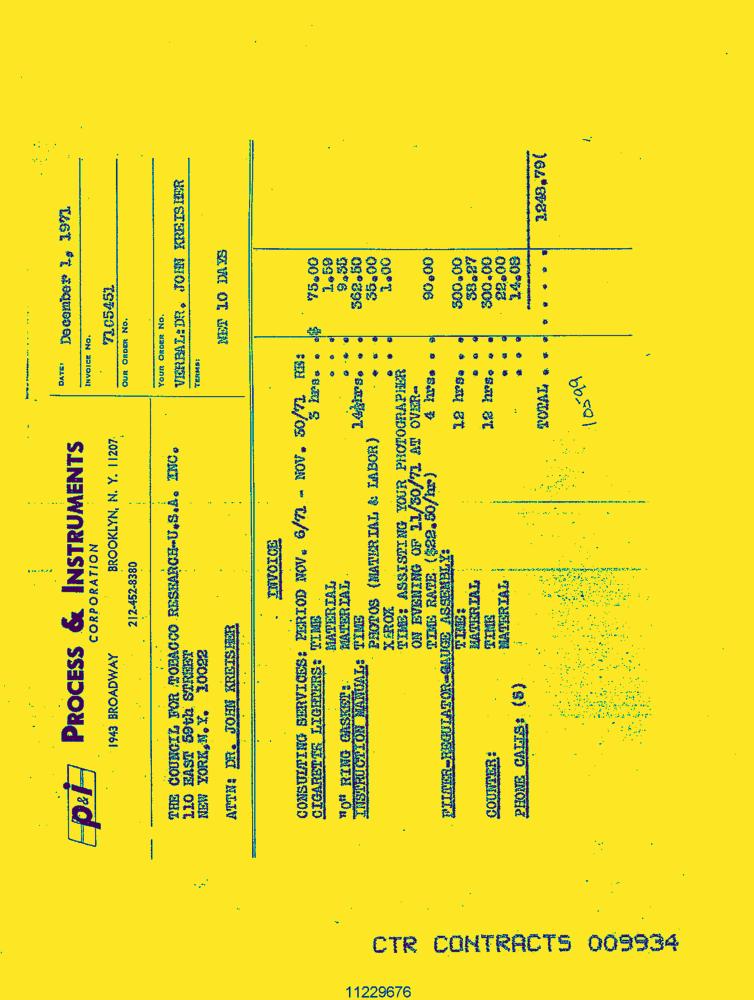 p&i PROCESS & INSTRUMENTS
CORPORATION
1943 BROADWAY BROOKLYN, N. Y. 11207
212-452-8380
DATE: December 1, 1971
INVOICE NO.
71C5451
OUR ORDER NO.
YOUR ORDER NO.
VERBAL:DR. JOHN KREISHER
TERMS:
NET 10 DAYS
THE COUNCIL FOR TOBACCO RESEARCH-U.S.A. INC.
110 EAST 59th STREET
NEW YORK,N.Y. 10022
ATTN: DR. JOHN KREISHER
INVOICE
CONSULTING SERVICES: PERIOD NOV. 6/71 - NOV. 30/71 RE:
CIGARETTE LIGHTERS: TIME 3 hrs. . . $ 75.00
MATERIAL . . . 1.59
"O" RING GASKET: MATERIAL . . . 9.35
INSTRUCTION MANUAL: TIME 14½hrs. . . 362.50
PHOTOS (MATERIAL & LABOR) . . . 35.00
XEROX . . . 1.00
TIME: ASSISTING YOUR PHOTOGRAPHER
ON EVENING OF 11/30/71 AT OVER-
TIME RATE ($22.50/hr) 4 hrs. . . 90.00
FILTER-REGULATOR-GAUGE ASSEMBLY:
TIME: 12 hrs. . . 300.00
MATERIAL . . . 38.27
COUNTER: TIME 12 hrs. . . 300.00
MATERIAL . . . 22.00
PHONE CALLS: (5) . . . 14.08
TOTAL . . . . . . . . . 1248.79(
CTR CONTRACTS 009934
11229676